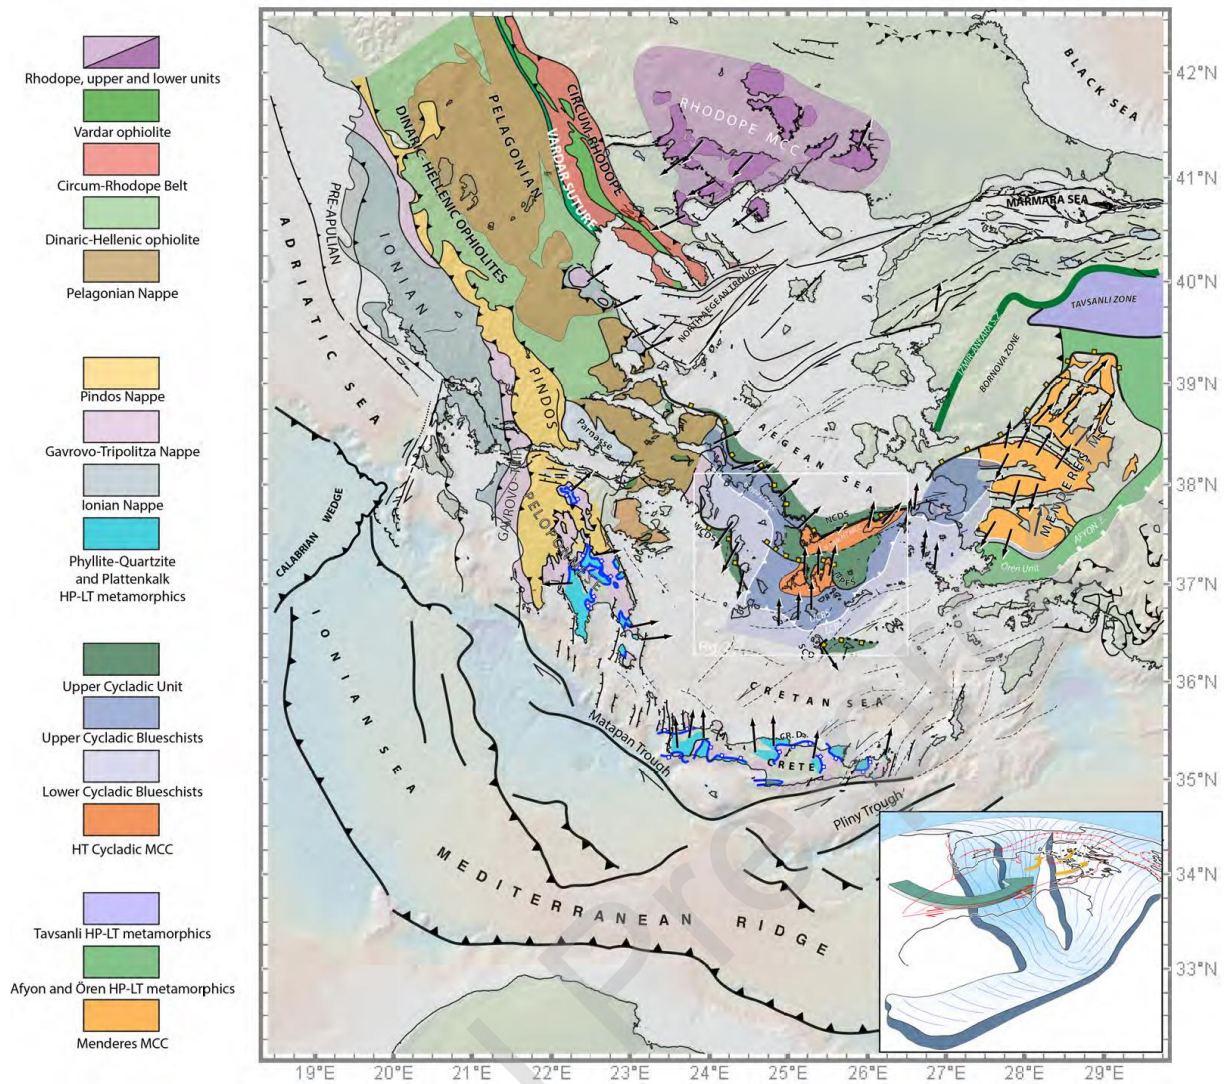 Rhodope, upper and lower units
Vardar ophiolite
Circum-Rhodope Belt
Dinaric-Hellenic ophiolite
Pelagonian Nappe
Pindos Nappe
Gavrovo-Tripolitza Nappe
Ionian Nappe
Phyllite-Quartzite
and Plattenkalk
HP-LT metamorphics
Upper Cycladic Unit
Upper Cycladic Blueschists
Lower Cycladic Blueschists
HT Cycladic MCC
Tavsanli HP-LT metamorphics
Afyon and Ören HP-LT metamorphics
Menderes MCC
BLACK SEA
RHODOPE MCC
CIRCUM-RHODOPE
VARDAR SUTURE
PELAGONIAN
DINARIC-HELLENIC OPHIOLITES
PRE-APULIAN
IONIAN
ADRIATIC SEA
MARMARA SEA
NORTH AEGEAN TROUGH
TAVSANLI ZONE
BORNOVA ZONE
PINDOS
Parnasse
AEGEAN SEA
NCDS
AFYON Z.
Ören Unit
CALABRIAN WEDGE
IONIAN SEA
CRETAN SEA
CR.D.
CRETE
Matapan Trough
Pliny Trough
MEDITERRANEAN RIDGE
42°N
41°N
40°N
39°N
38°N
37°N
36°N
35°N
34°N
33°N
19°E
20°E
21°E
22°E
23°E
24°E
25°E
26°E
27°E
28°E
29°E